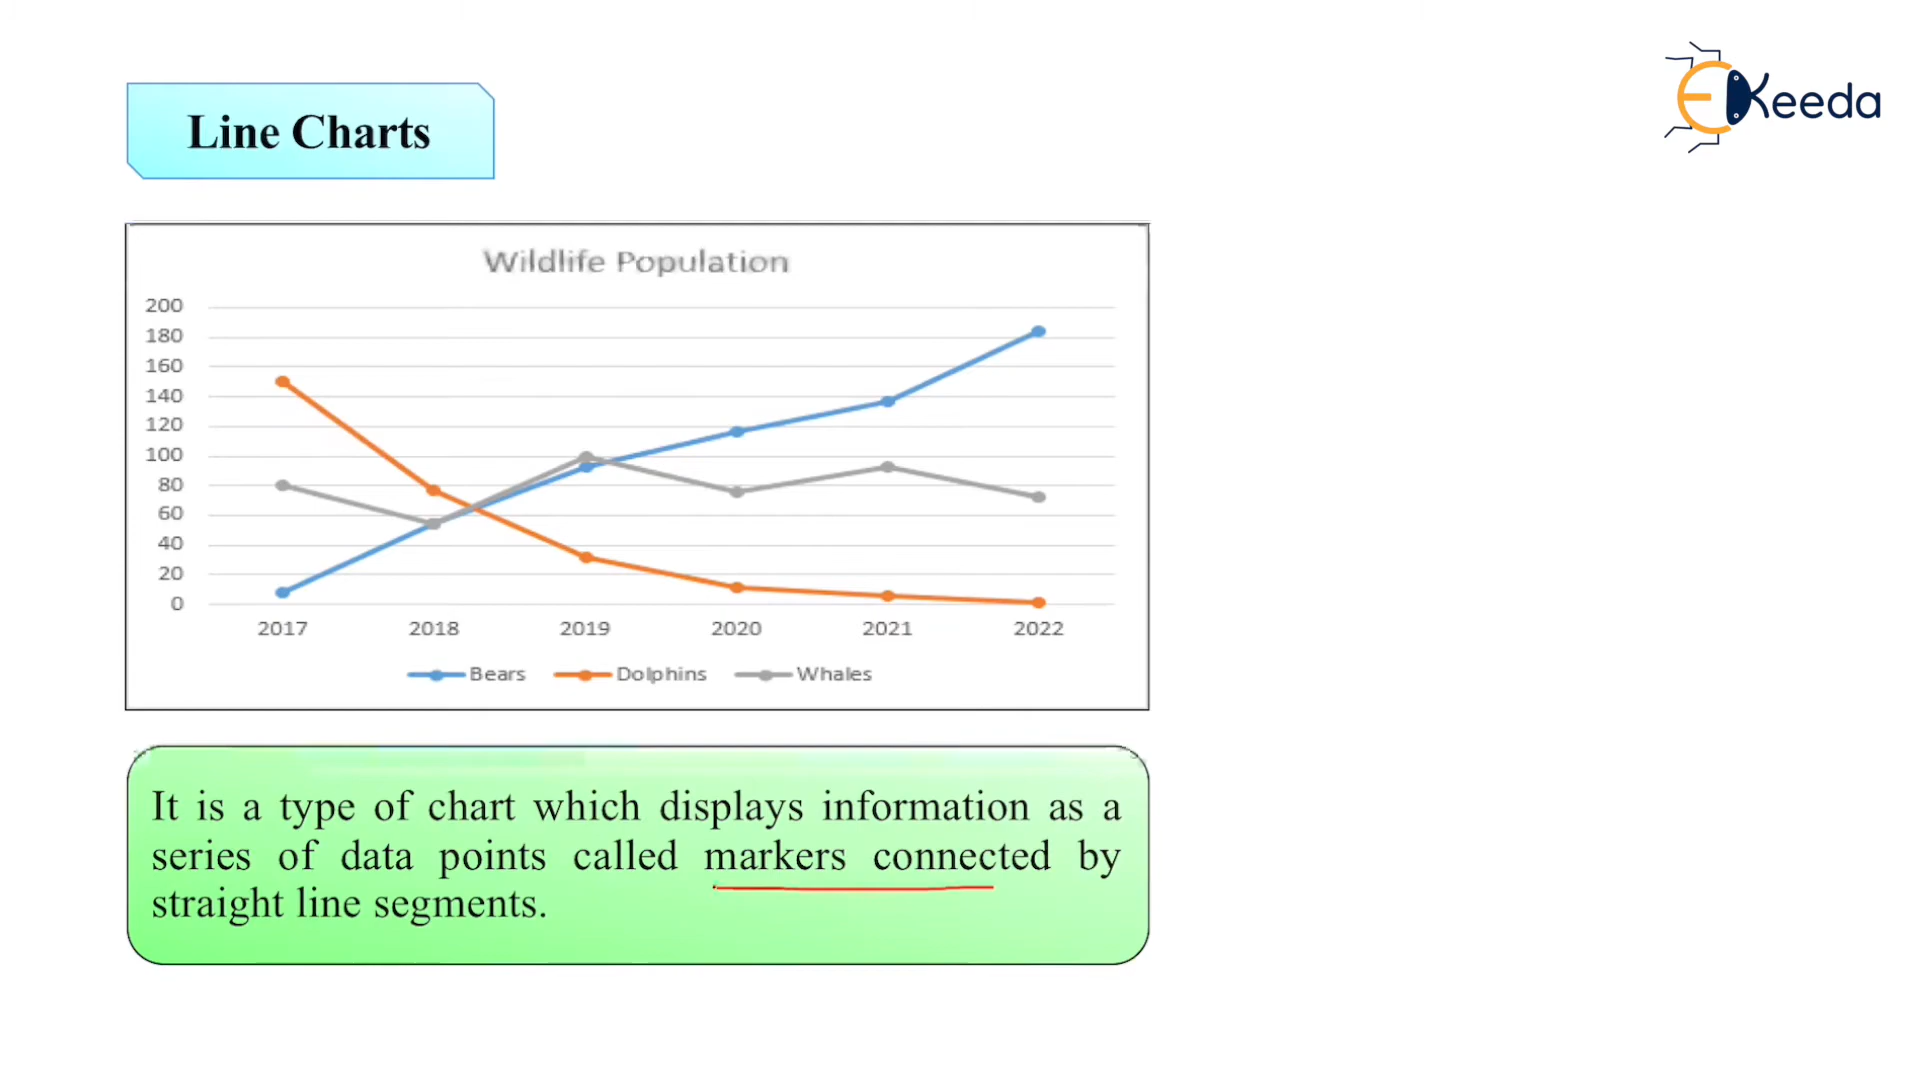 Keeda
Line Charts
Wildlife Population
200
180
160
140
120
100
80
60
40
20
0
2017 2018 2019 2020 2021 2022
Bears Dolphins Whales
It is a type of chart which displays information as a
series of data points called markers connected by
straight line segments.